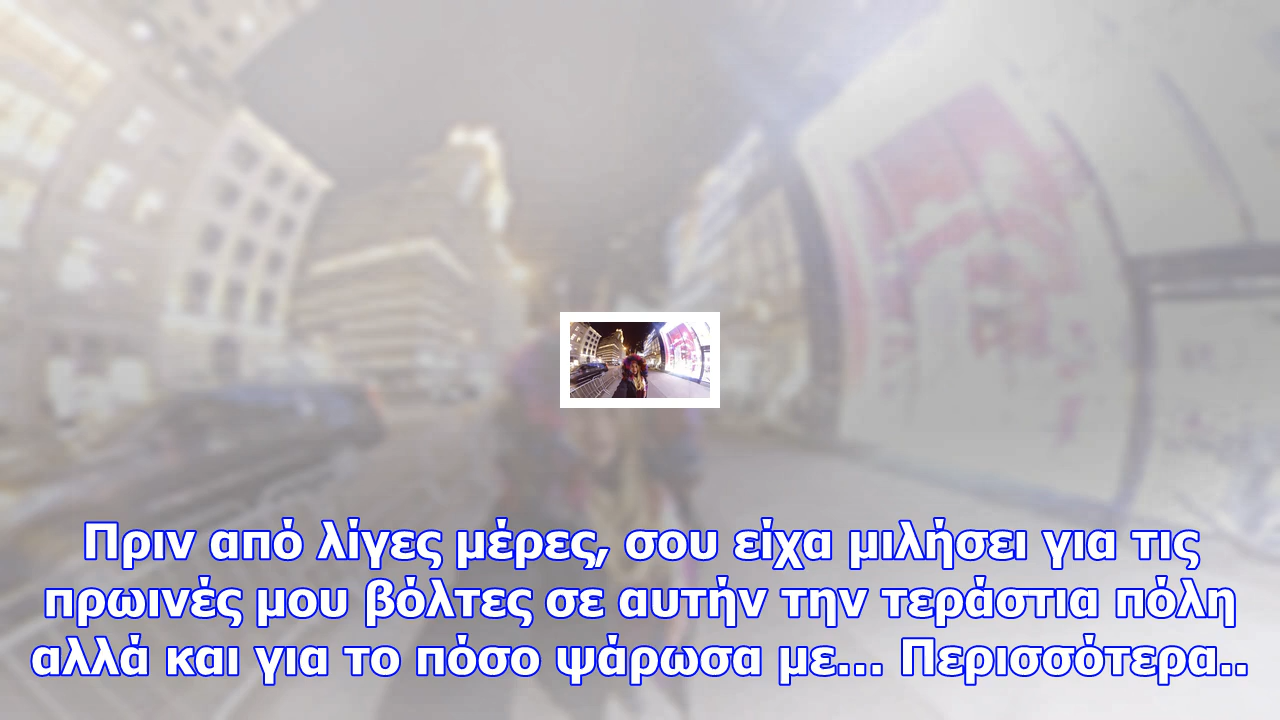 Πριν από λίγες μέρες, σου είχα μιλήσει για τις
πρωινές μου βόλτες σε αυτήν την τεράστια πόλη
αλλά και για το πόσο ψάρωσα με... Περισσότερα..